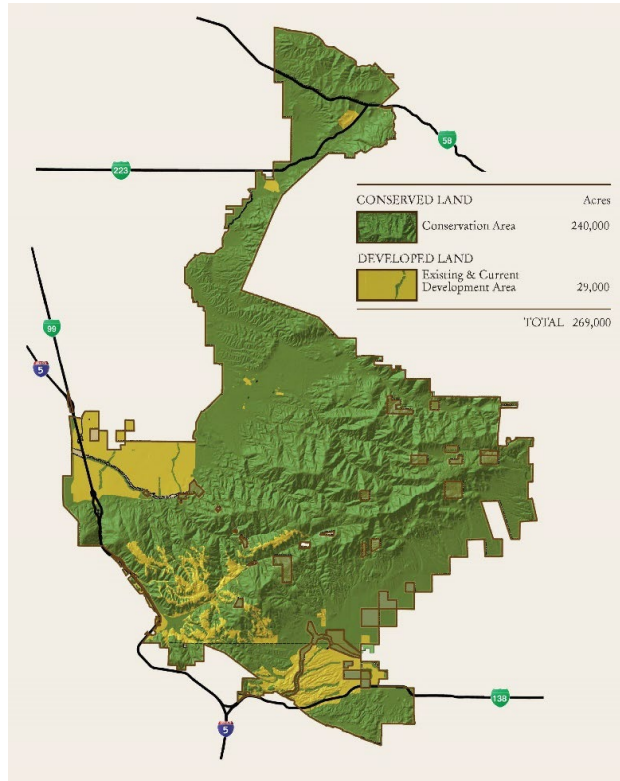 58
223
CONSERVED LAND Acres
Conservation Area 240,000
DEVELOPED LAND
Existing & Current
Development Area 29,000
TOTAL 269,000
99
5
138
5